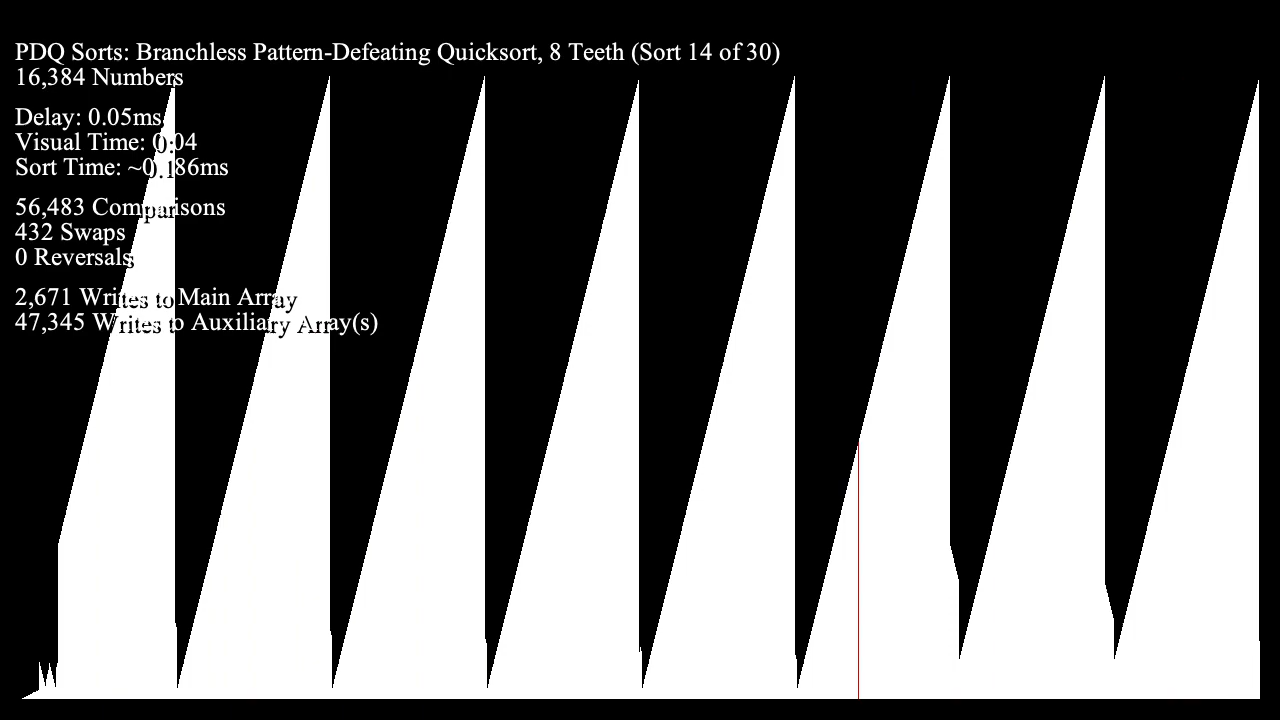 PDQ Sorts: Branchless Pattern-Defeating Quicksort, 8 Teeth (Sort 14 of 30)
16,384 Numbers
Delay: 0.05ms
Visual Time: 0:04
Sort Time: ~0.186ms
56,483 Comparisons
432 Swaps
0 Reversals
2,671 Writes to Main Array
47,345 Writes to Auxiliary Array(s)